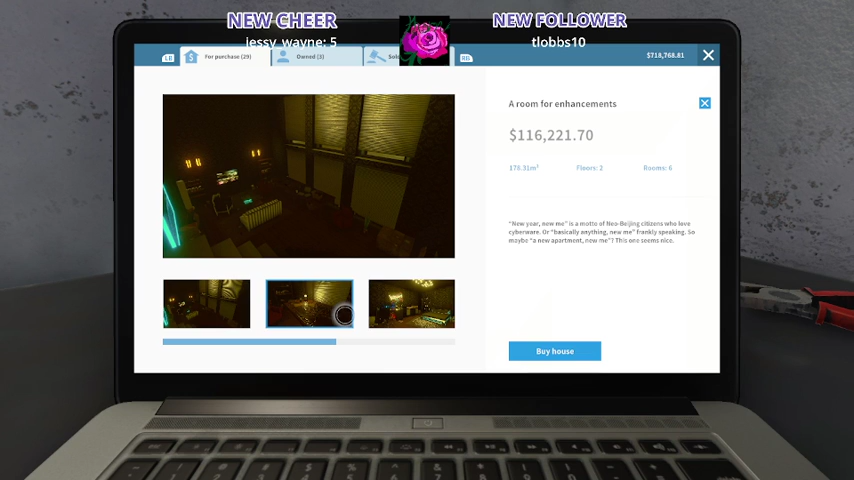 NEW CHEER
jessy_wayne: 5
NEW FOLLOWER
tlobbs10
LB
For purchase (29)
Owned (3)
RB
$718,768.81
A room for enhancements
$116,221.70
178.31m²
Floors: 2
Rooms: 6
"New year, new me" is a motto of Neo-Beijing citizens who love
cyberware. Or "basically anything, new me" frankly speaking. So
maybe "a new apartment, new me"? This one seems nice.
Buy house